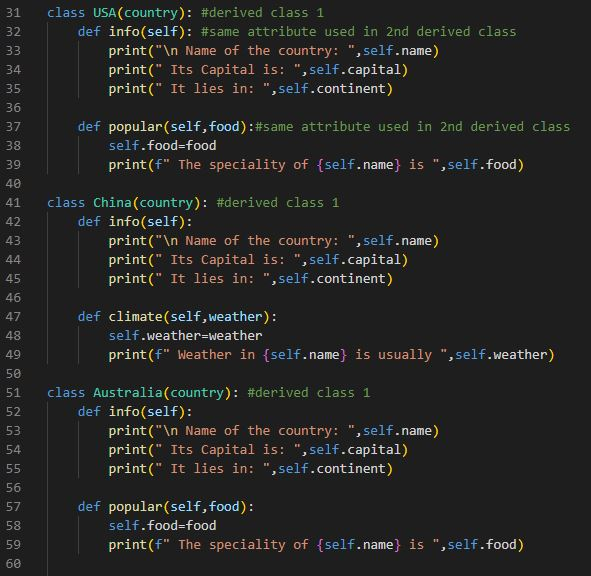 31 class USA(country): #derived class 1
32     def info(self): #same attribute used in 2nd derived class
33         print("\n Name of the country: ",self.name)
34         print(" Its Capital is: ",self.capital)
35         print(" It lies in: ",self.continent)
36
37     def popular(self,food):#same attribute used in 2nd derived class
38         self.food=food
39         print(f" The speciality of {self.name} is ",self.food)
40
41 class China(country): #derived class 1
42     def info(self):
43         print("\n Name of the country: ",self.name)
44         print(" Its Capital is: ",self.capital)
45         print(" It lies in: ",self.continent)
46
47     def climate(self,weather):
48         self.weather=weather
49         print(f" Weather in {self.name} is usually ",self.weather)
50
51 class Australia(country): #derived class 1
52     def info(self):
53         print("\n Name of the country: ",self.name)
54         print(" Its Capital is: ",self.capital)
55         print(" It lies in: ",self.continent)
56
57     def popular(self,food):
58         self.food=food
59         print(f" The speciality of {self.name} is ",self.food)
60